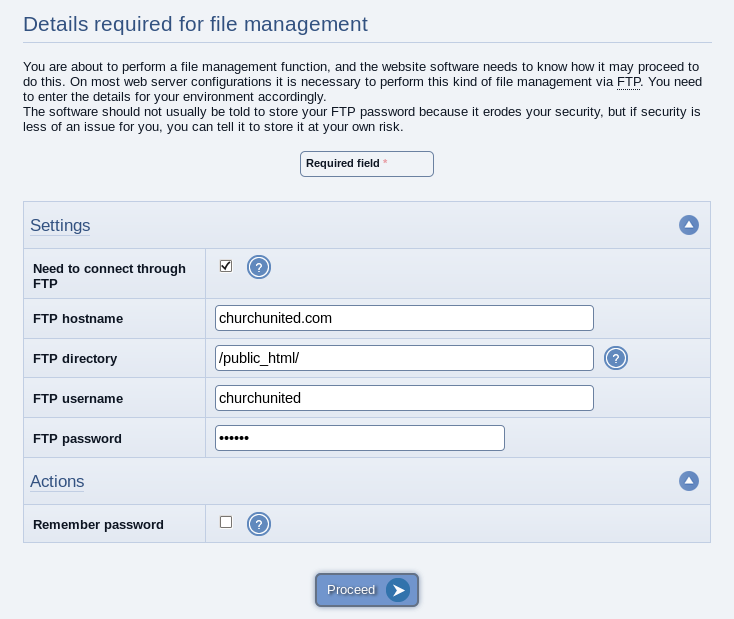 Details required for file management
You are about to perform a file management function, and the website software needs to know how it may proceed to
do this. On most web server configurations it is necessary to perform this kind of file management via FTP. You need
to enter the details for your environment accordingly.
The software should not usually be told to store your FTP password because it erodes your security, but if security is
less of an issue for you, you can tell it to store it at your own risk.
Required field *
Settings
Need to connect through
FTP
?
FTP hostname
churchunited.com
FTP directory
/public_html/
?
FTP username
churchunited
FTP password
••••••
Actions
Remember password
?
Proceed